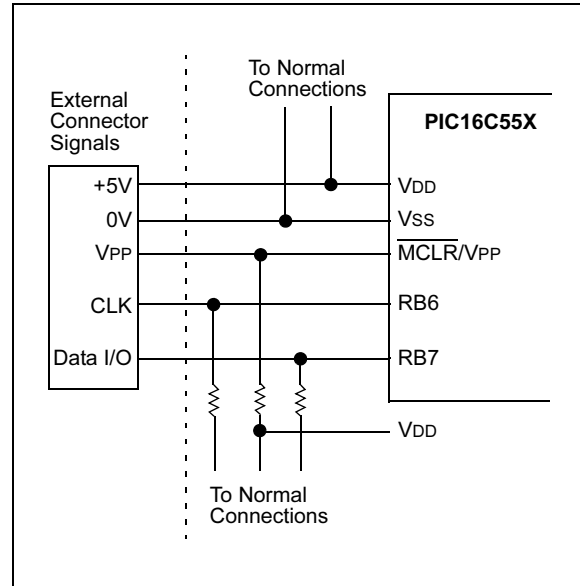 To Normal
Connections
External
Connector
Signals
PIC16C55X
+5V
VDD
0V
VSS
VPP
MCLR/VPP
CLK
RB6
Data I/O
RB7
VDD
To Normal
Connections